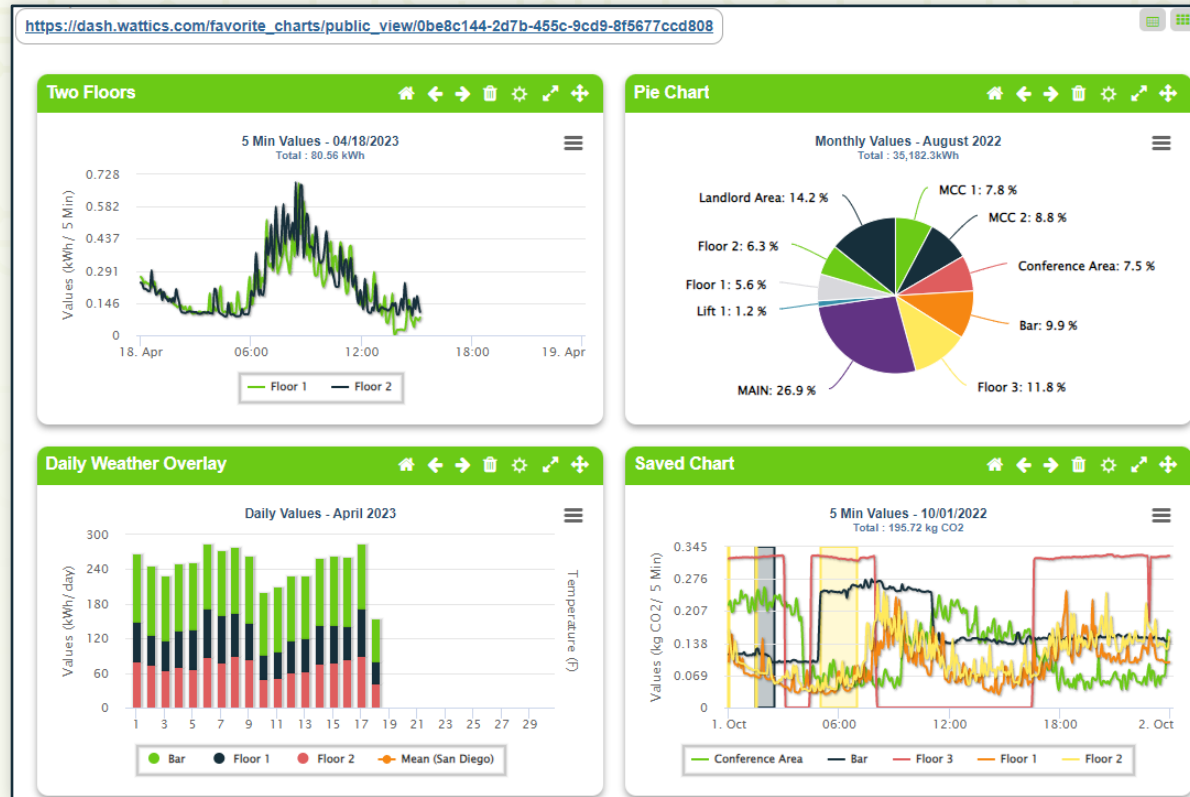 https://dash.wattics.com/favorite_charts/public_view/0be8c144-2d7b-455c-9cd9-8f5677ccd808
Two Floors
5 Min Values - 04/18/2023
Total : 80.56 kWh
Values (kWh/ 5 Min)
0.728
0.582
0.437
0.291
0.146
0
18. Apr
06:00
12:00
18:00
19. Apr
Floor 1
Floor 2
Pie Chart
Monthly Values - August 2022
Total : 35,182.3kWh
MCC 1: 7.8 %
MCC 2: 8.8 %
Conference Area: 7.5 %
Bar: 9.9 %
Floor 3: 11.8 %
MAIN: 26.9 %
Lift 1: 1.2 %
Floor 1: 5.6 %
Floor 2: 6.3 %
Landlord Area: 14.2 %
Daily Weather Overlay
Daily Values - April 2023
Values (kWh/ day)
300
240
180
120
60
0
1
3
5
7
9
11
13
15
17
19
21
23
25
27
29
Temperature (F)
Bar
Floor 1
Floor 2
Mean (San Diego)
Saved Chart
5 Min Values - 10/01/2022
Total : 195.72 kg CO2
Values (kg CO2/ 5 Min)
0.345
0.276
0.207
0.138
0.069
0
1. Oct
06:00
12:00
18:00
2. Oct
Conference Area
Bar
Floor 3
Floor 1
Floor 2